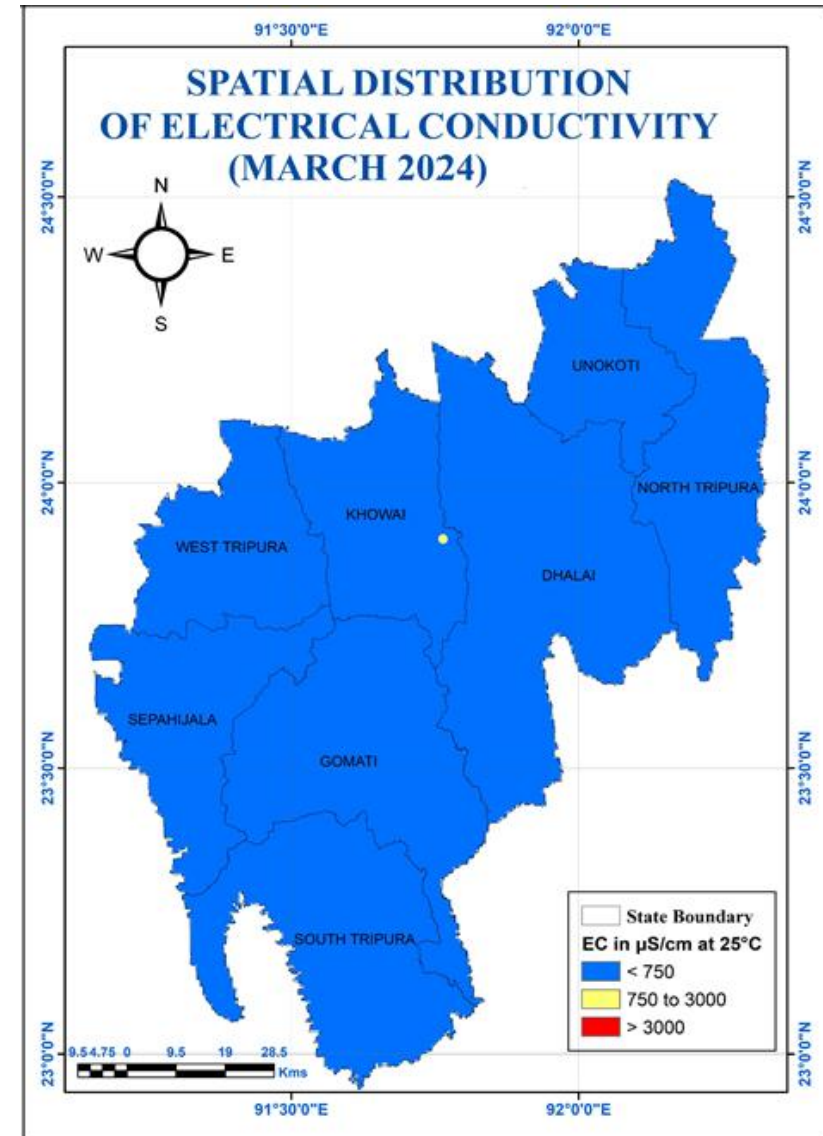 91°30'0"E 92°0'0"E
SPATIAL DISTRIBUTION
OF ELECTRICAL CONDUCTIVITY
(MARCH 2024)
N
W E
S
24°30'0"N 24°30'0"N
UNOKOTI
24°0'0"N 24°0'0"N
NORTH TRIPURA
KHOWAI
WEST TRIPURA
DHALAI
SEPAHIJALA
GOMATI
23°30'0"N 23°30'0"N
SOUTH TRIPURA
State Boundary
EC in µS/cm at 25°C
< 750
750 to 3000
> 3000
23°0'0"N 23°0'0"N
9.5 4.75 0 9.5 19 28.5
Kms
91°30'0"E 92°0'0"E